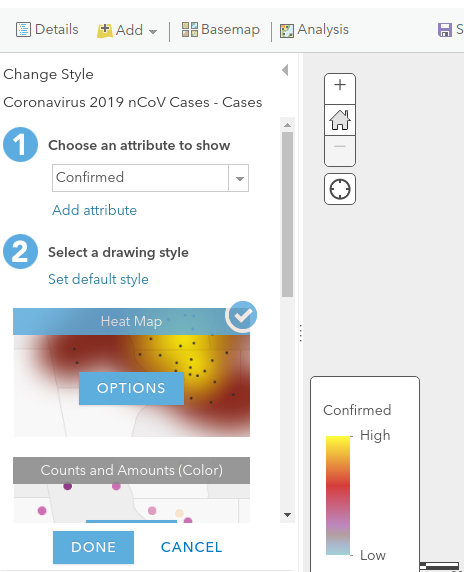 Details Add Basemap Analysis S
Change Style
Coronavirus 2019 nCoV Cases - Cases
1 Choose an attribute to show
Confirmed
Add attribute
2 Select a drawing style
Set default style
Heat Map
OPTIONS
Counts and Amounts (Color)
DONE CANCEL
+
−
Confirmed
High
Low